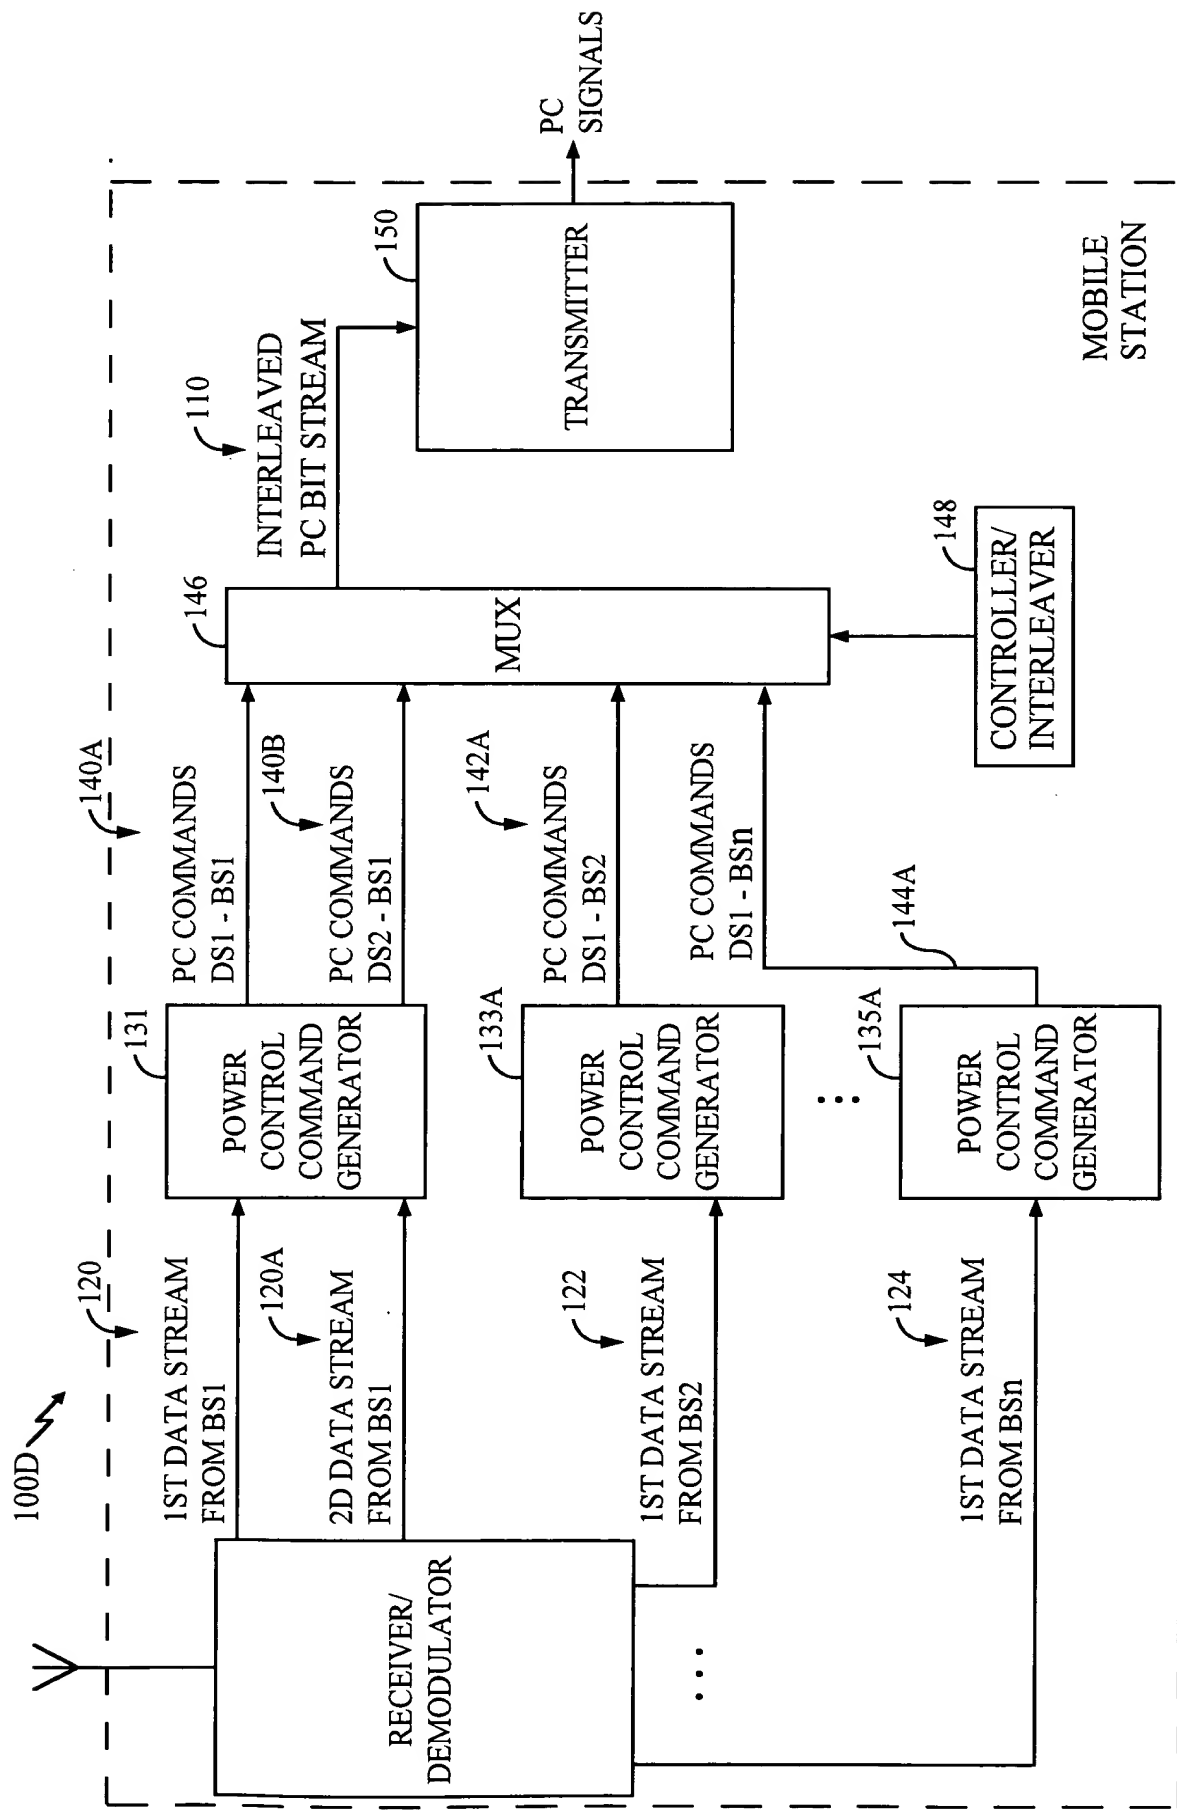 100D
120
1ST DATA STREAM
FROM BS1
120A
2D DATA STREAM
FROM BS1
122
1ST DATA STREAM
FROM BS2
124
1ST DATA STREAM
FROM BSn
RECEIVER/
DEMODULATOR
...
131
POWER
CONTROL
COMMAND
GENERATOR
133A
POWER
CONTROL
COMMAND
GENERATOR
...
135A
POWER
CONTROL
COMMAND
GENERATOR
140A
PC COMMANDS
DS1 - BS1
140B
PC COMMANDS
DS2 - BS1
142A
PC COMMANDS
DS1 - BS2
PC COMMANDS
DS1 - BSn
144A
146
MUX
148
CONTROLLER/
INTERLEAVER
110
INTERLEAVED
PC BIT STREAM
150
TRANSMITTER
PC
SIGNALS
MOBILE
STATION